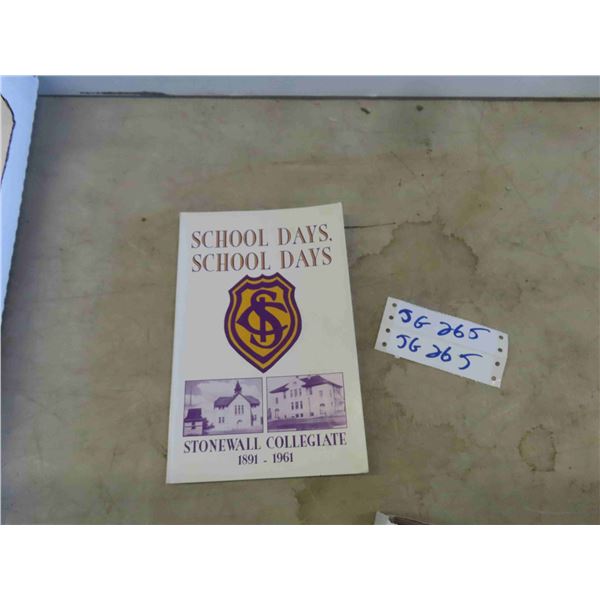 SCHOOL DAYS,
SCHOOL DAYS
SC
STONEWALL COLLEGIATE
1891 - 1961
SG 265
SG 265